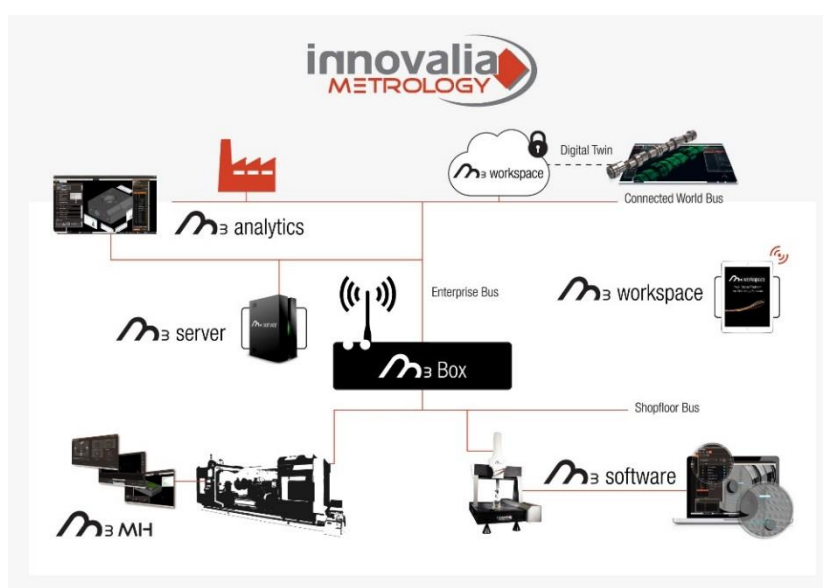 innovalia
METROLOGY
Digital Twin
M3 workspace
Connected World Bus
M3 analytics
Enterprise Bus
M3 workspace
M3 server
M3 Box
Shopfloor Bus
M3 software
M3 MH